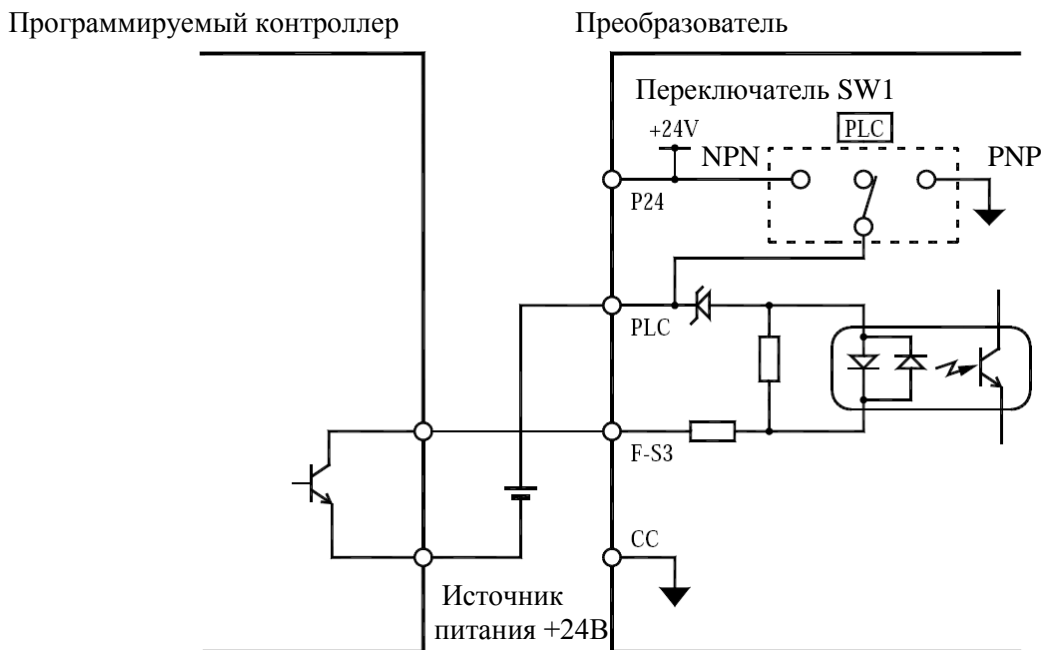 Программируемый контроллер
Преобразователь
Переключатель SW1
+24V
NPN
PLC
PNP
P24
PLC
F-S3
CC
Источник
питания +24В